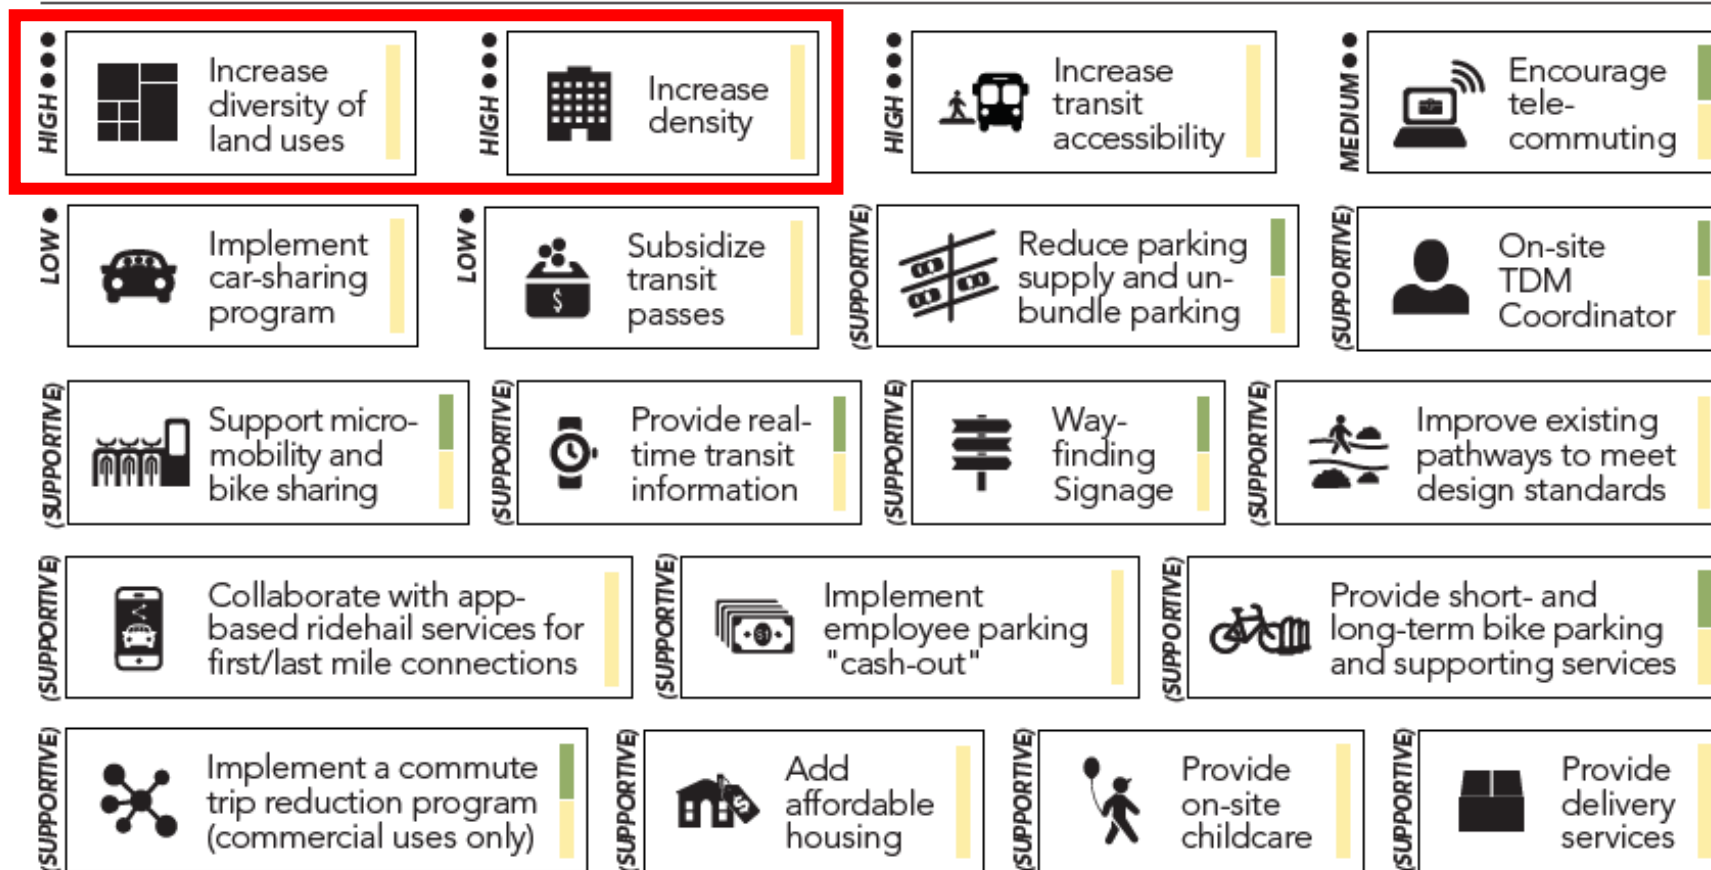 HIGH
Increase
diversity of
land uses
HIGH
Increase
density
HIGH
Increase
transit
accessibility
MEDIUM
Encourage
tele-
commuting
LOW
Implement
car-sharing
program
LOW
$
Subsidize
transit
passes
(SUPPORTIVE)
Reduce parking
supply and un-
bundle parking
(SUPPORTIVE)
On-site
TDM
Coordinator
(SUPPORTIVE)
Support micro-
mobility and
bike sharing
(SUPPORTIVE)
Provide real-
time transit
information
(SUPPORTIVE)
Way-
finding
Signage
(SUPPORTIVE)
Improve existing
pathways to meet
design standards
(SUPPORTIVE)
Collaborate with app-
based ridehail services for
first/last mile connections
(SUPPORTIVE)
$1
Implement
employee parking
"cash-out"
(SUPPORTIVE)
Provide short- and
long-term bike parking
and supporting services
(SUPPORTIVE)
Implement a commute
trip reduction program
(commercial uses only)
(SUPPORTIVE)
$
Add
affordable
housing
(SUPPORTIVE)
Provide
on-site
childcare
(SUPPORTIVE)
Provide
delivery
services